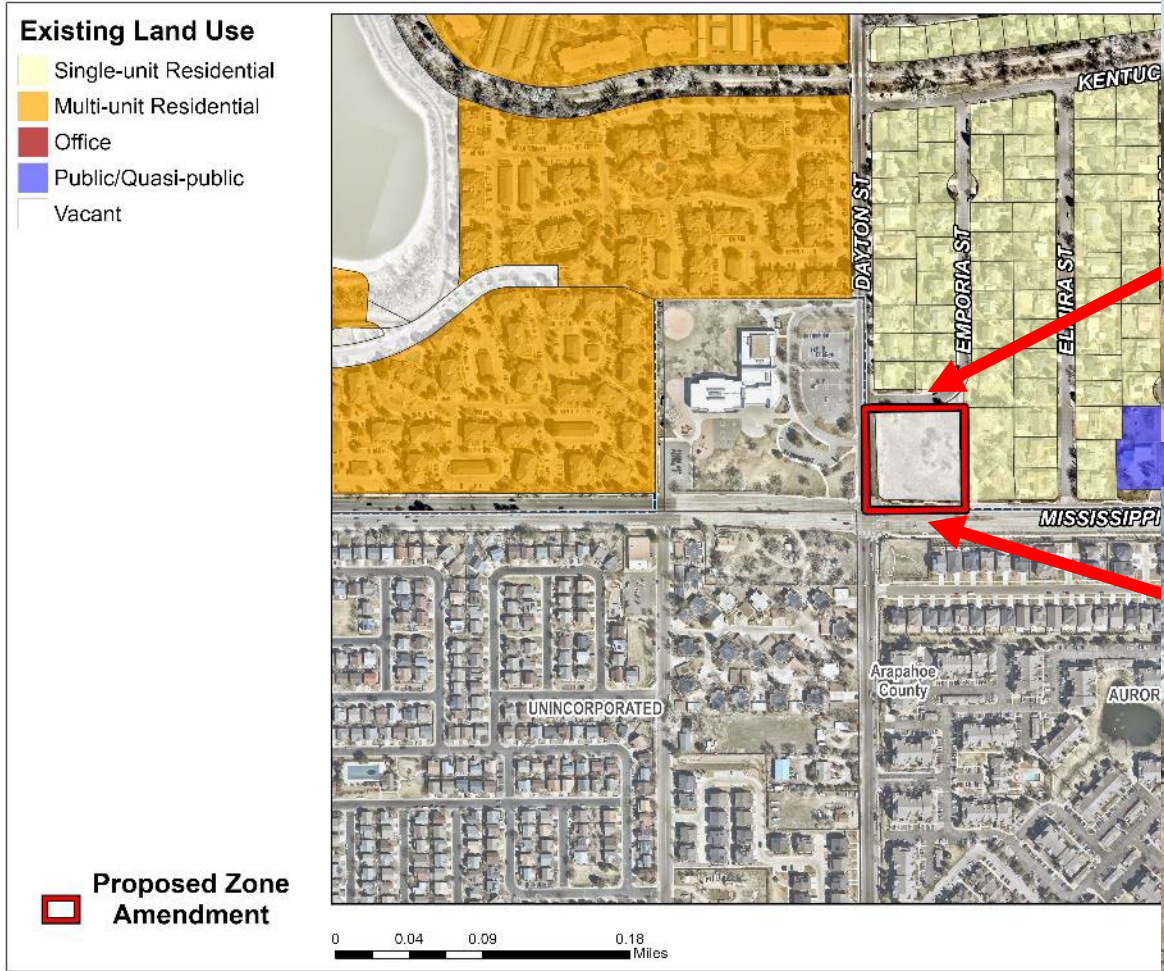 Existing Land Use
Single-unit Residential
Multi-unit Residential
Office
Public/Quasi-public
Vacant
KENTUC
DAYTON ST
EMPORIA ST
ELMIRA ST
MISSISSIPPI
Arapahoe
County
UNINCORPORATED
AUROR
Proposed Zone
Amendment
0 0.04 0.09 0.18
Miles